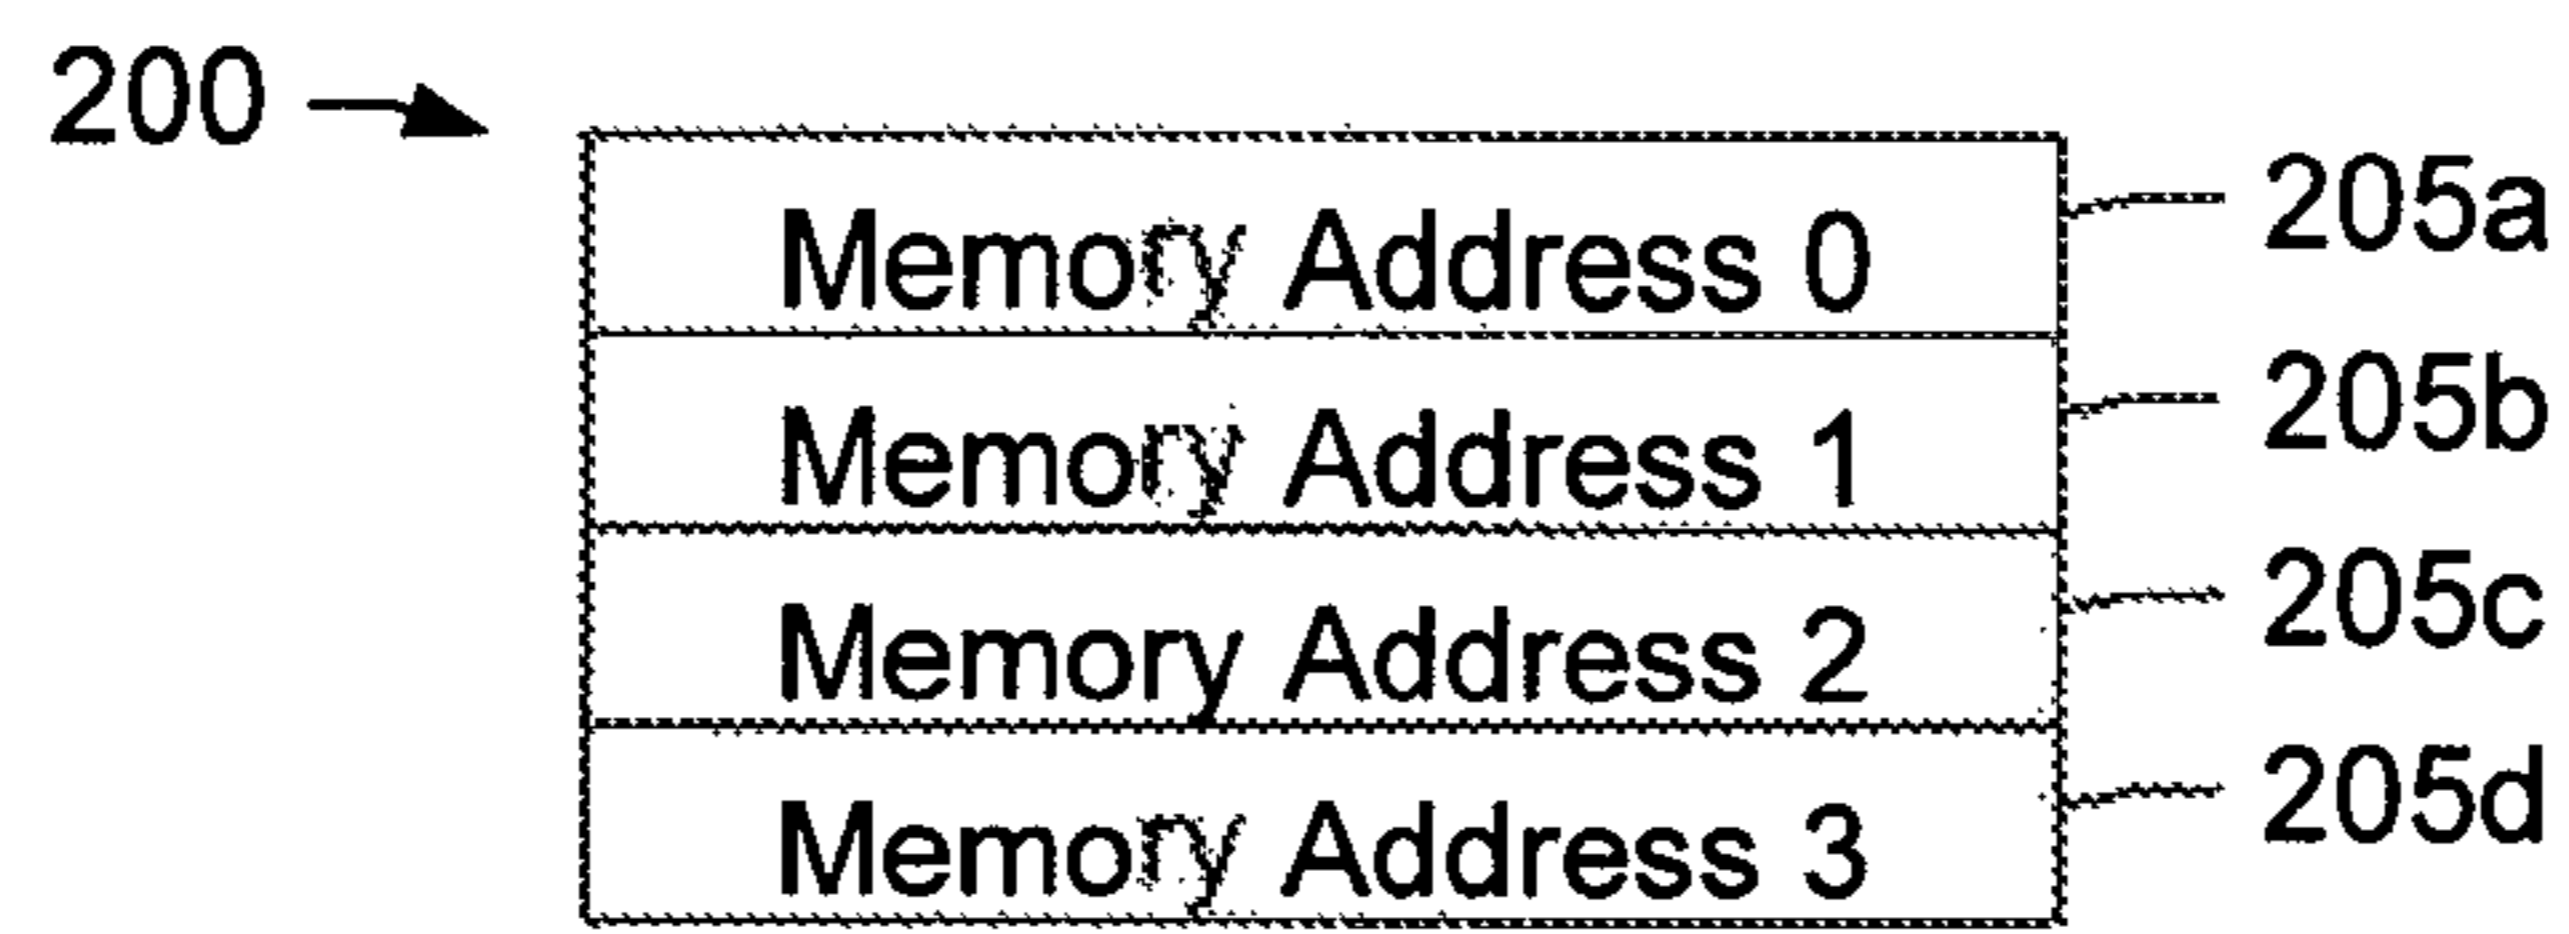 200
Memory Address 0 205a
Memory Address 1 205b
Memory Address 2 205c
Memory Address 3 205d